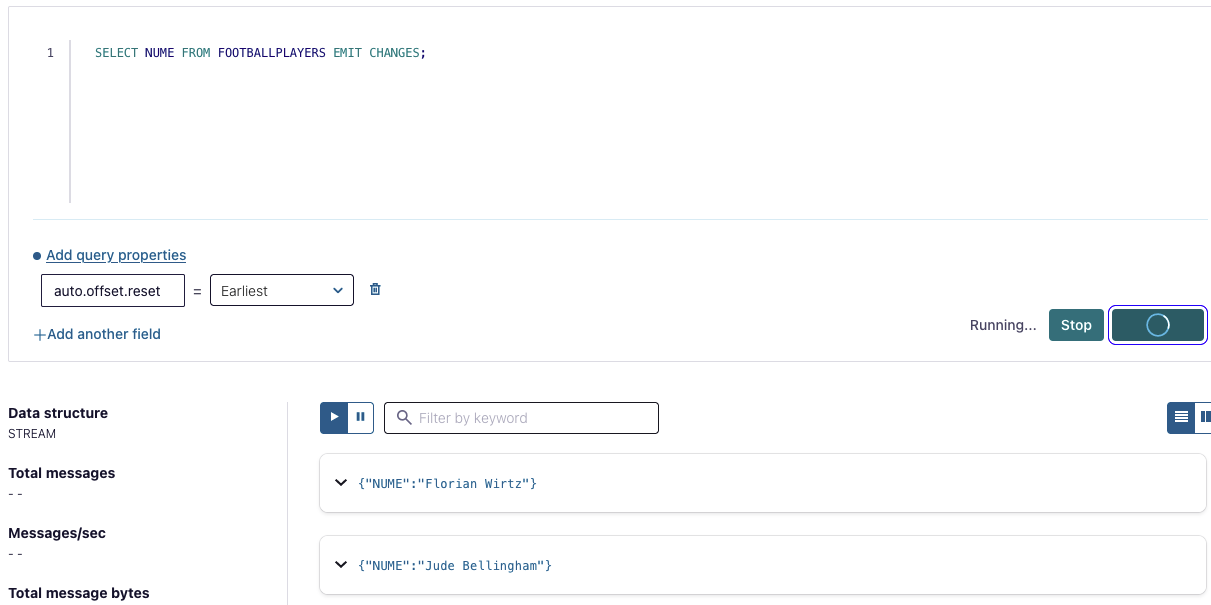 1 SELECT NUME FROM FOOTBALLPLAYERS EMIT CHANGES;
Add query properties
auto.offset.reset = Earliest
+Add another field
Running... Stop
Data structure
STREAM
Total messages
- -
Messages/sec
- -
Total message bytes
Filter by keyword
{"NUME":"Florian Wirtz"}
{"NUME":"Jude Bellingham"}